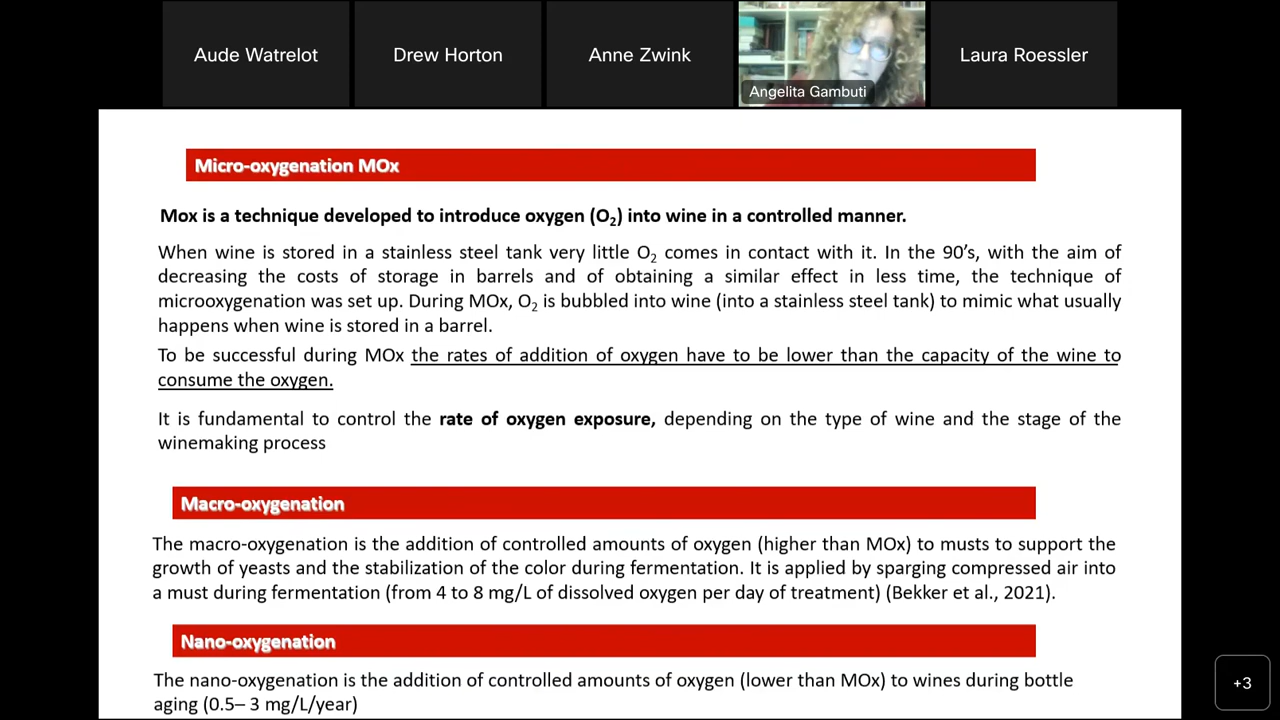 Aude Watrelot
Drew Horton
Anne Zwink
Angelita Gambuti
Laura Roessler
Micro-oxygenation MOx
Mox is a technique developed to introduce oxygen (O₂) into wine in a controlled manner.
When wine is stored in a stainless steel tank very little O₂ comes in contact with it. In the 90’s, with the aim of
decreasing the costs of storage in barrels and of obtaining a similar effect in less time, the technique of
microoxygenation was set up. During MOx, O₂ is bubbled into wine (into a stainless steel tank) to mimic what usually
happens when wine is stored in a barrel.
To be successful during MOx the rates of addition of oxygen have to be lower than the capacity of the wine to
consume the oxygen.
It is fundamental to control the rate of oxygen exposure, depending on the type of wine and the stage of the
winemaking process
Macro-oxygenation
The macro-oxygenation is the addition of controlled amounts of oxygen (higher than MOx) to musts to support the
growth of yeasts and the stabilization of the color during fermentation. It is applied by sparging compressed air into
a must during fermentation (from 4 to 8 mg/L of dissolved oxygen per day of treatment) (Bekker et al., 2021).
Nano-oxygenation
The nano-oxygenation is the addition of controlled amounts of oxygen (lower than MOx) to wines during bottle
aging (0.5– 3 mg/L/year)
+3